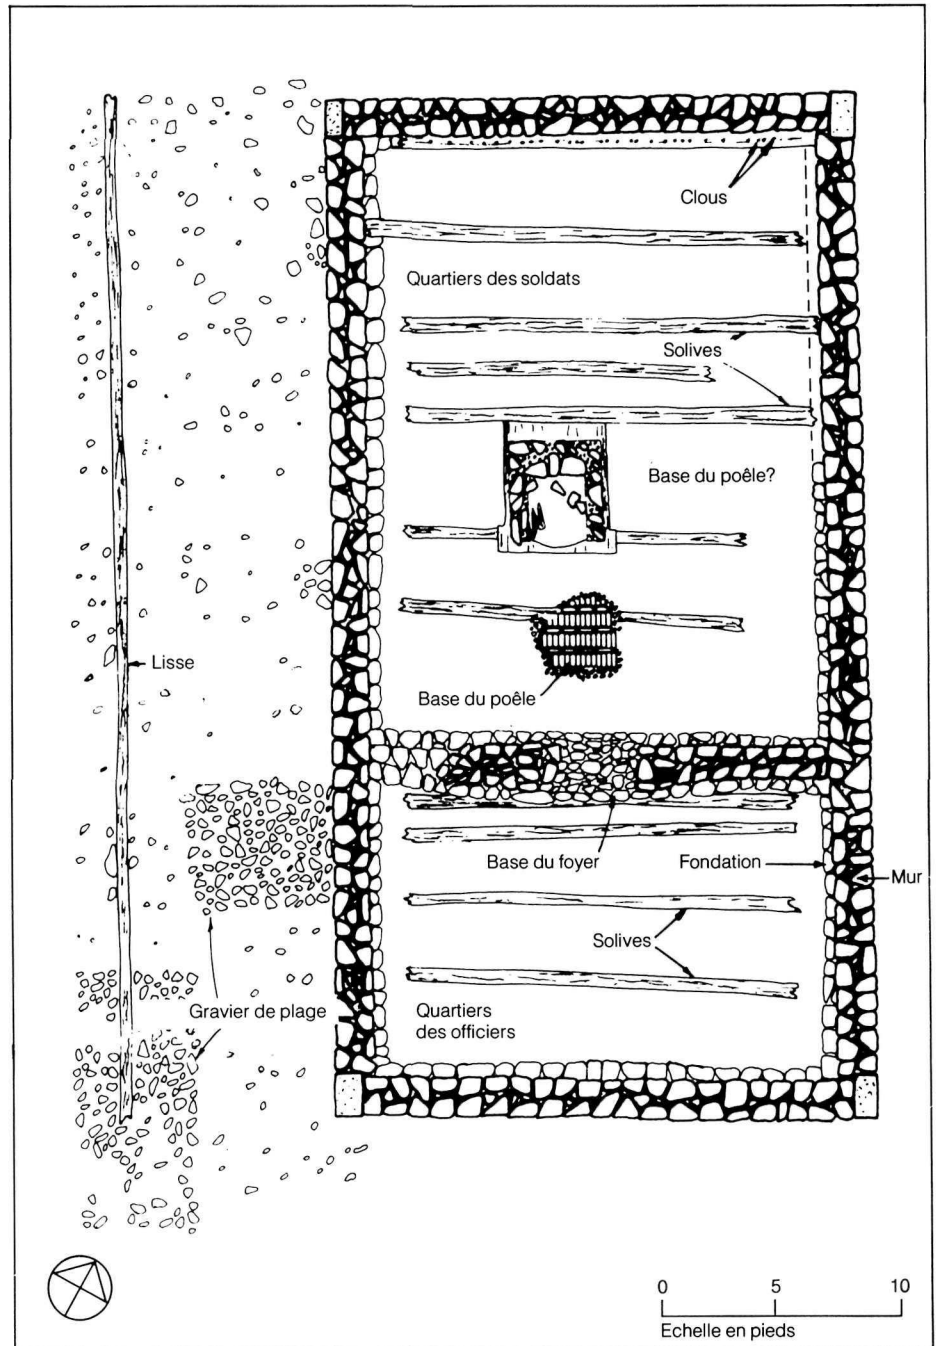 Clous
Quartiers des soldats
Solives
Base du poêle?
Lisse
Base du poêle
Base du foyer
Fondation
Mur
Solives
Gravier de plage
Quartiers
des officiers
0 5 10
Echelle en pieds